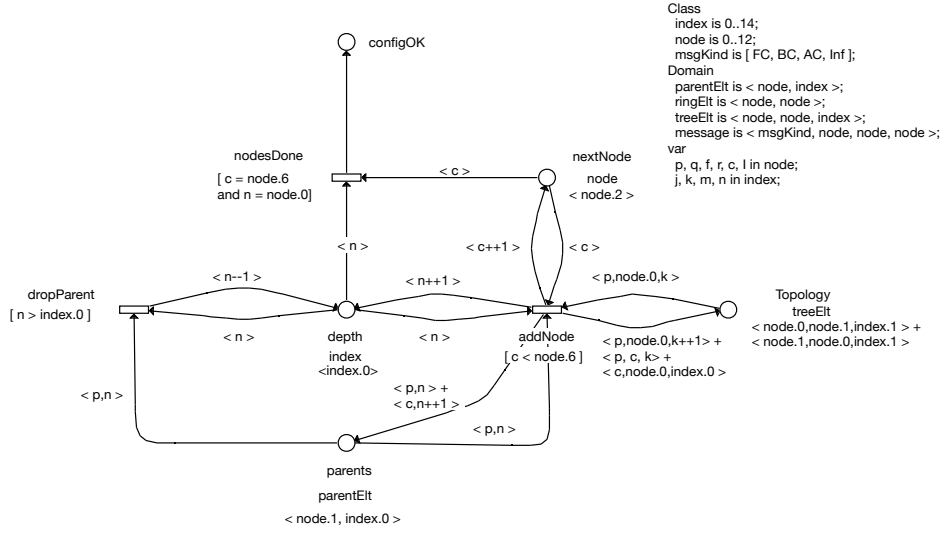 Class
index is 0..14;
node is 0..12;
msgKind is [ FC, BC, AC, Inf ];
Domain
parentElt is < node, index >;
ringElt is < node, node >;
treeElt is < node, node, index >;
message is < msgKind, node, node, node >;
var
p, q, f, r, c, l in node;
j, k, m, n in index;
configOK
nodesDone
[ c = node.6
and n = node.0]
< c >
nextNode
node
< node.2 >
< n >
< c++1 >
< c >
dropParent
[ n > index.0 ]
< n--1 >
< n >
depth
index
<index.0>
< n++1 >
< n >
addNode
[ c < node.6 ]
< p,node.0,k >
< p,node.0,k++1 > +
< p, c, k> +
< c,node.0,index.0 >
Topology
treeElt
< node.0,node.1,index.1 > +
< node.1,node.0,index.1 >
< p,n >
< p,n > +
< c,n++1 >
< p,n >
parents
parentElt
< node.1, index.0 >